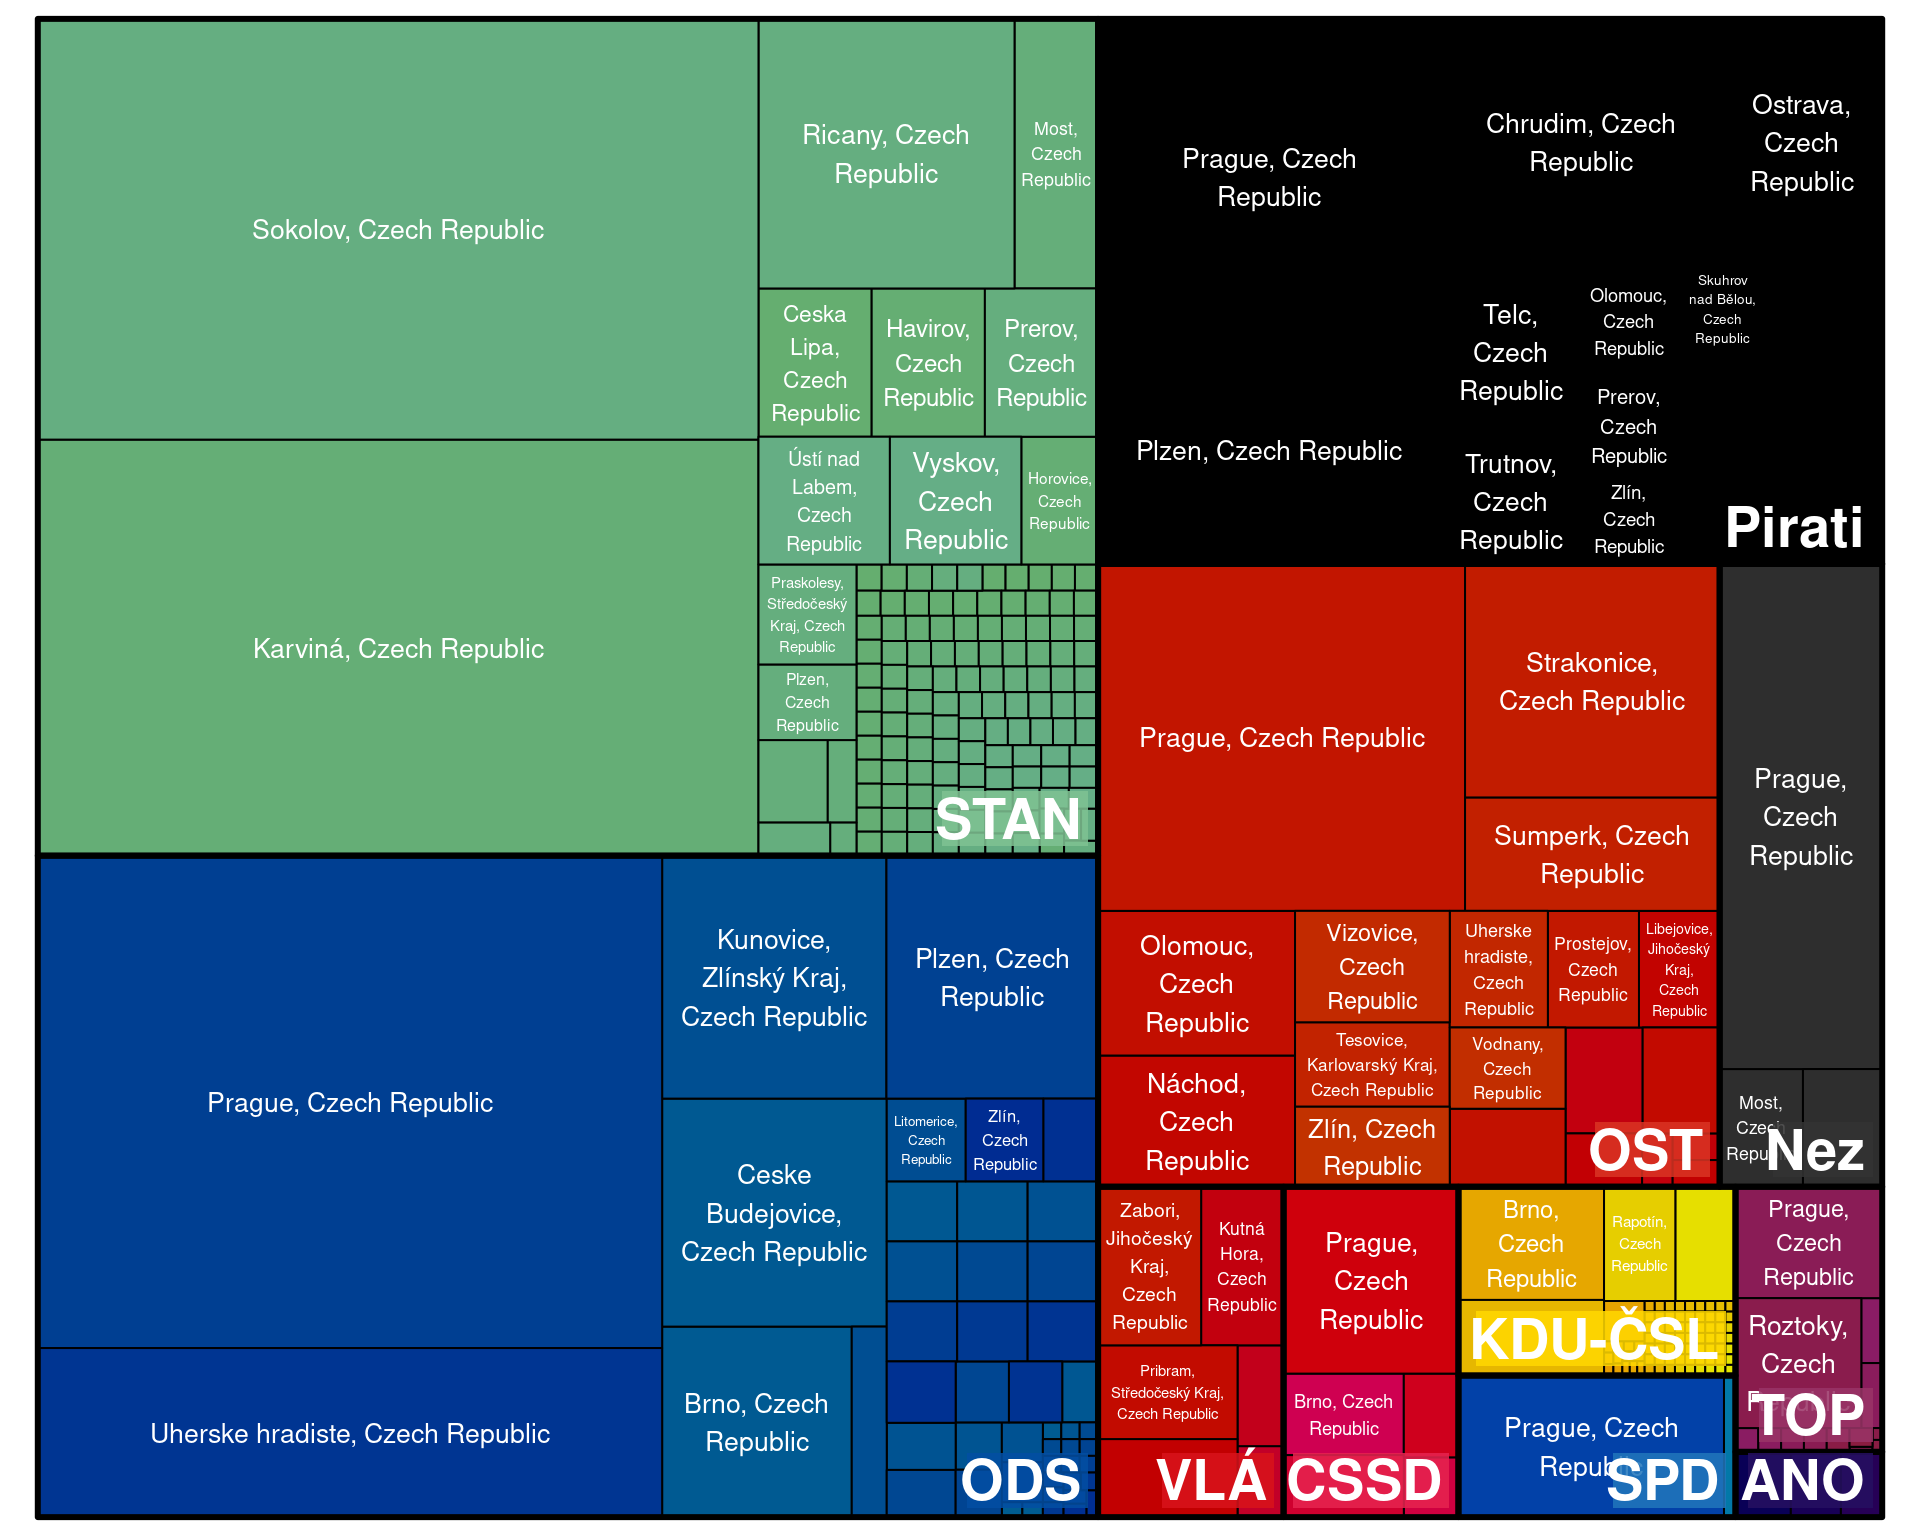 Sokolov, Czech Republic
Karviná, Czech Republic
Ricany, Czech
Republic
Most,
Czech
Republic
Ceska
Lipa,
Czech
Republic
Havirov,
Czech
Republic
Prerov,
Czech
Republic
Ústí nad
Labem,
Czech
Republic
Vyskov,
Czech
Republic
Horovice,
Czech
Republic
Praskolesy,
Středočeský
Kraj, Czech
Republic
Plzen,
Czech
Republic
STAN
Prague, Czech
Republic
Chrudim, Czech
Republic
Ostrava,
Czech
Republic
Plzen, Czech Republic
Telc,
Czech
Republic
Olomouc,
Czech
Republic
Skuhrov
nad Bělou,
Czech
Republic
Prerov,
Czech
Republic
Trutnov,
Czech
Republic
Zlín,
Czech
Republic
Pirati
Prague, Czech Republic
Uherske hradiste, Czech Republic
Kunovice,
Zlínský Kraj,
Czech Republic
Plzen, Czech
Republic
Ceske
Budejovice,
Czech Republic
Litomerice,
Czech
Republic
Zlín,
Czech
Republic
Brno, Czech
Republic
ODS
Prague, Czech Republic
Strakonice,
Czech Republic
Sumperk, Czech
Republic
Olomouc,
Czech
Republic
Náchod,
Czech
Republic
Vizovice,
Czech
Republic
Tesovice,
Karlovarský Kraj,
Czech Republic
Zlín, Czech
Republic
Uherske
hradiste,
Czech
Republic
Prostejov,
Czech
Republic
Libejovice,
Jihočeský
Kraj,
Czech
Republic
Vodnany,
Czech
Republic
OST
Prague,
Czech
Republic
Most,
Czech
Nez
Zabori,
Jihočeský
Kraj,
Czech
Republic
Kutná
Hora,
Czech
Republic
Pribram,
Středočeský Kraj,
Czech Republic
VLÁ
Prague,
Czech
Republic
Brno, Czech
Republic
CSSD
Brno,
Czech
Republic
Rapotín,
Czech
Republic
KDU-ČSL
Prague, Czech
SPD
Prague,
Czech
Republic
Roztoky,
Czech
TOP
ANO